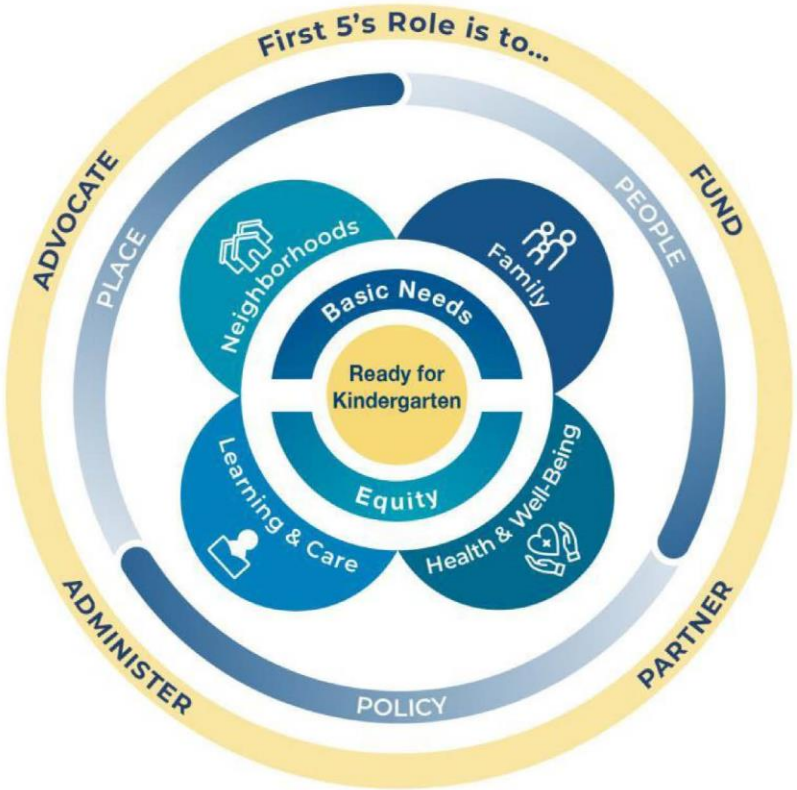 First 5's Role is to...
ADVOCATE
FUND
PLACE
PEOPLE
Neighborhoods
Family
Basic Needs
Ready for
Kindergarten
Equity
Learning & Care
Health & Well-Being
ADMINISTER
PARTNER
POLICY